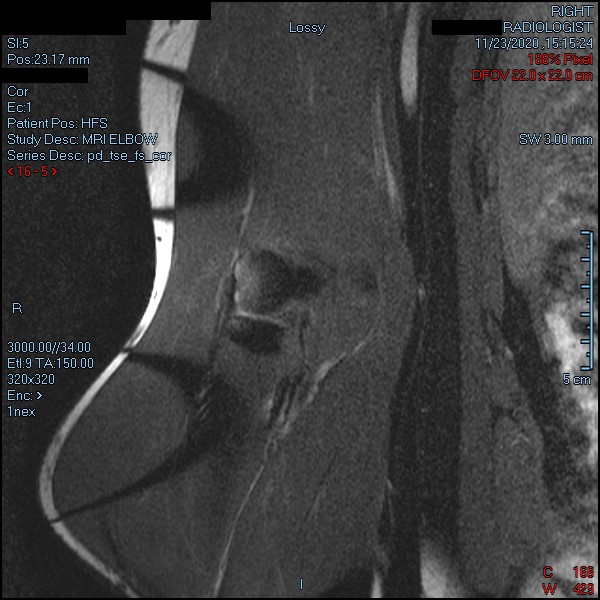 SI:5
Pos:23.17 mm
Cor
Ec:1
Patient Pos: HFS
Study Desc: MRI ELBOW
Series Desc: pd_tse_fs_cor
< 16 - 5 >
Lossy
RIGHT
RADIOLOGIST
11/23/2020 ,15:15:24
168% Pixel
DFOV 22.0 x 22.0 cm
SW 3.00 mm
R
3000.00//34.00
Etl:9 TA:150.00
320x320
Enc: >
1nex
5 cm
I
C 166
W 423